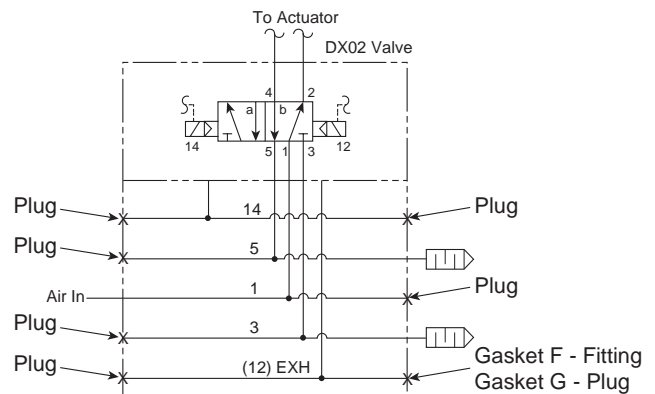 To Actuator
DX02 Valve
4 2
a b
14 5 1 3 12
Plug 14 Plug
Plug 5
Air In 1 Plug
Plug 3
Plug (12) EXH Gasket F - Fitting
Gasket G - Plug